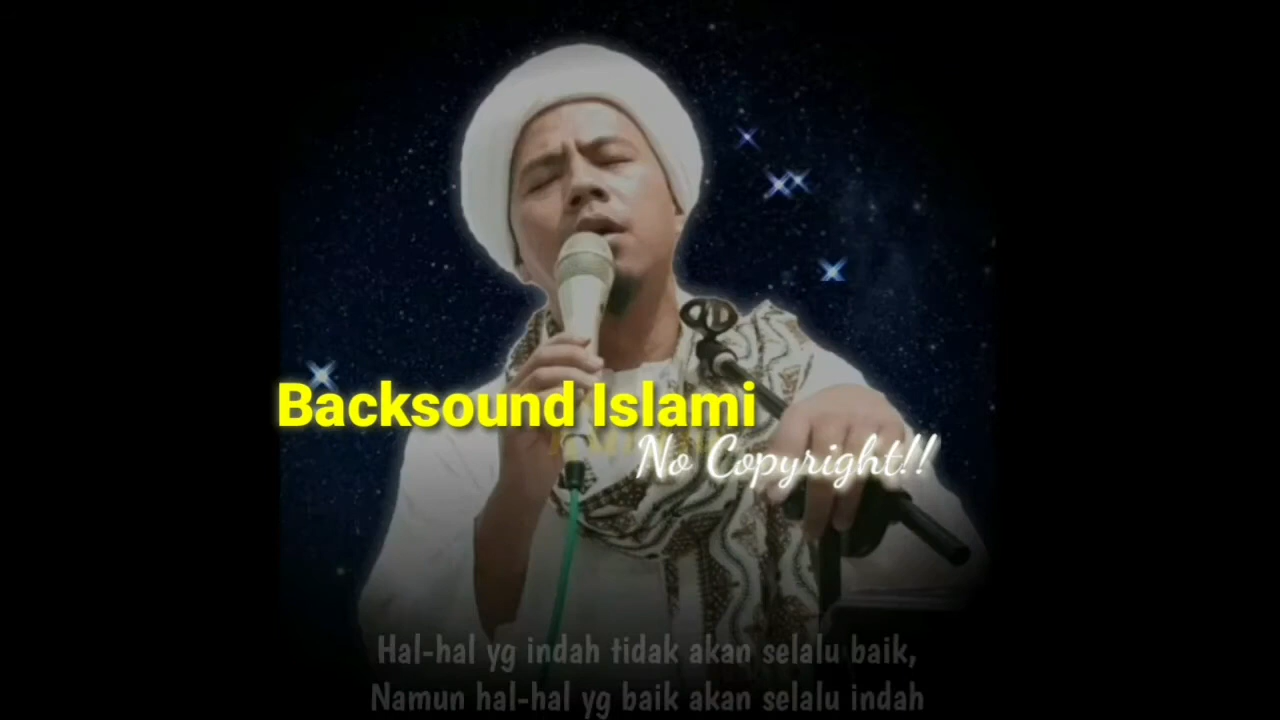 Backsound Islami
No Copyright!!
Hal-hal yg indah tidak akan selalu baik,
Namun hal-hal yg baik akan selalu indah